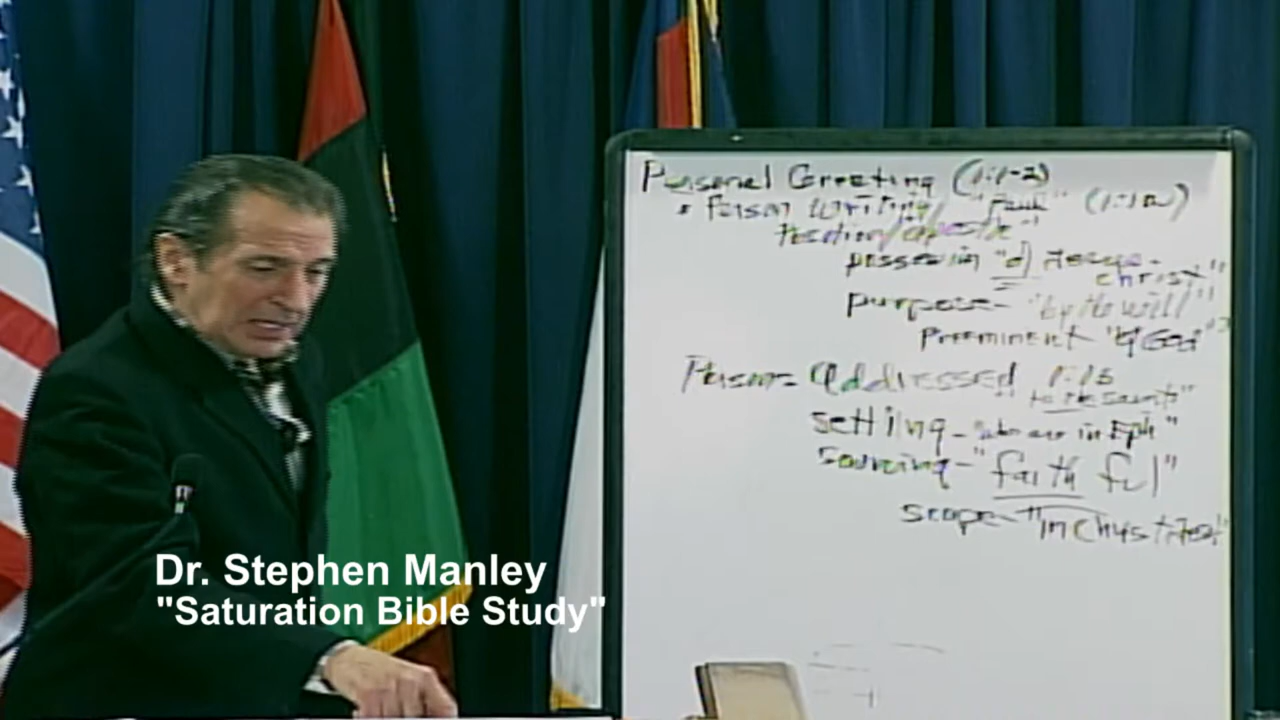 Personal Greeting (1:1-2)
Person Writing "Paul" (1:1a)
Position/apostle"
possession "of Jesus
Christ"
purpose- "by the will"
Preeminent "of God"
Persons Addressed 1:1b
to the saints"
setting - "who are in Eph"
sourcing - "faithful"
scope - "in Christ Jesus
Dr. Stephen Manley
"Saturation Bible Study"